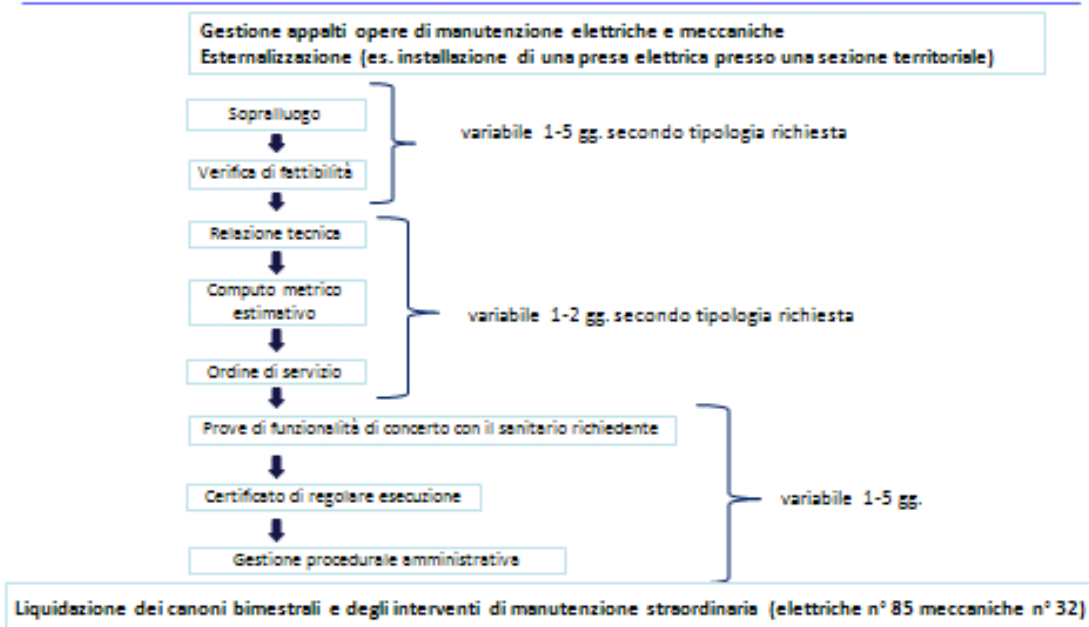 Gestione appalti opere di manutenzione elettriche e meccaniche
Esternalizzazione (es. installazione di una presa elettrica presso una sezione territoriale)
Sopralluogo
variabile 1-5 gg. secondo tipologia richiesta
Verifica di fattibilità
Relazione tecnica
Computo metrico
estimativo
variabile 1-2 gg. secondo tipologia richiesta
Ordine di servizio
Prove di funzionalità di concerto con il sanitario richiedente
Certificato di regolare esecuzione
variabile 1-5 gg.
Gestione procedurale amministrativa
Liquidazione dei canoni bimestrali e degli interventi di manutenzione straordinaria (elettriche n° 85 meccaniche n° 32)